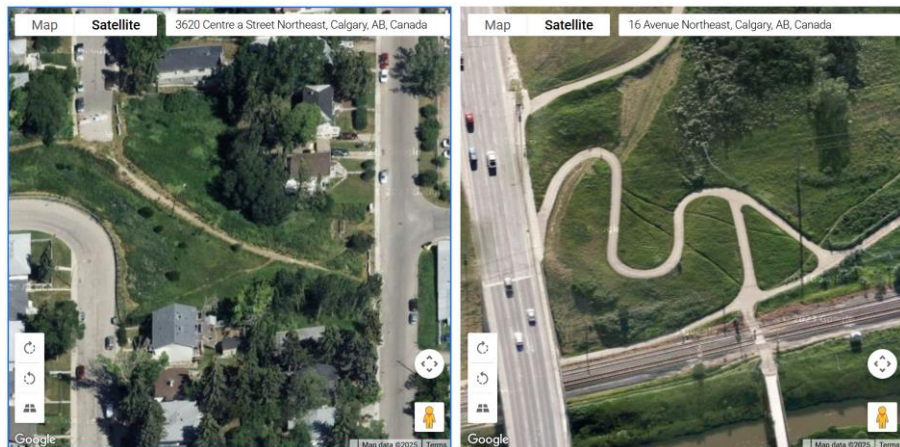 Map Satellite 3620 Centre a Street Northeast, Calgary, AB, Canada
Google
Map data ©2025 Terms
Map Satellite 16 Avenue Northeast, Calgary, AB, Canada
Google
Map data ©2025 Terms